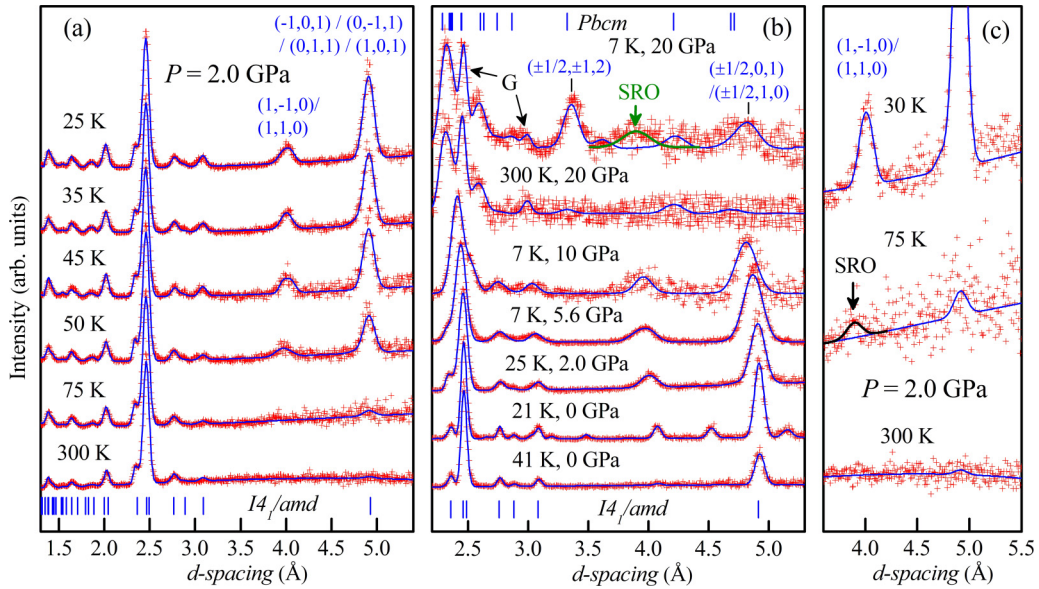 (a)
(-1,0,1) / (0,-1,1)
/ (0,1,1) / (1,0,1)
P = 2.0 GPa
(1,-1,0)/
(1,1,0)
25 K
35 K
45 K
50 K
75 K
300 K
I4₁/amd
1.5 2.0 2.5 3.0 3.5 4.0 4.5 5.0
d-spacing (Å)
Intensity (arb. units)
Pbcm
(b)
7 K, 20 GPa
(±1/2,±1,2)
G
SRO
(±1/2,0,1)
/(±1/2,1,0)
300 K, 20 GPa
7 K, 10 GPa
7 K, 5.6 GPa
25 K, 2.0 GPa
21 K, 0 GPa
41 K, 0 GPa
I4₁/amd
2.5 3.0 3.5 4.0 4.5 5.0
d-spacing (Å)
(c)
(1,-1,0)/
(1,1,0)
30 K
75 K
SRO
P = 2.0 GPa
300 K
4.0 4.5 5.0 5.5
d-spacing (Å)